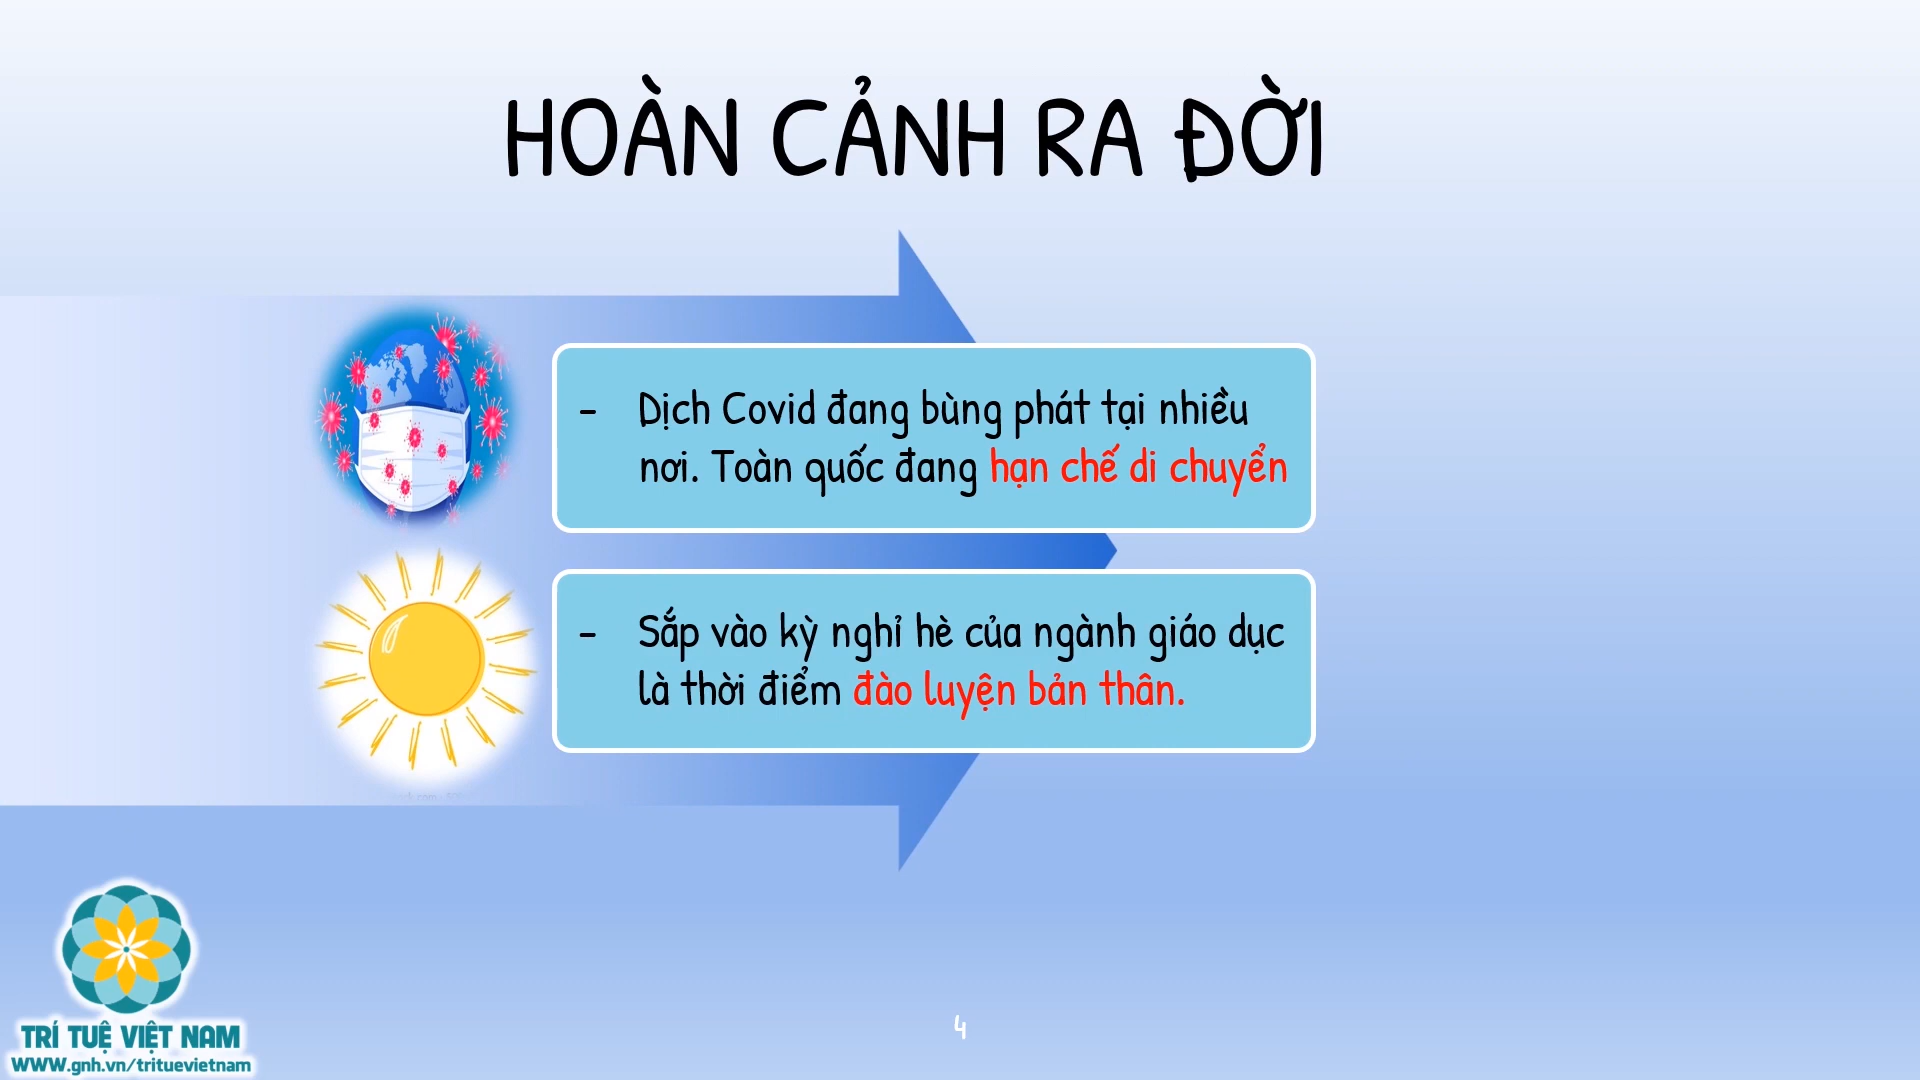 HOÀN CẢNH RA ĐỜI
- Dịch Covid đang bùng phát tại nhiều
nơi. Toàn quốc đang hạn chế di chuyển
- Sắp vào kỳ nghỉ hè của ngành giáo dục
là thời điểm đào luyện bản thân.
TRÍ TUỆ VIỆT NAM
www.gnh.vn/trituevietnam
4